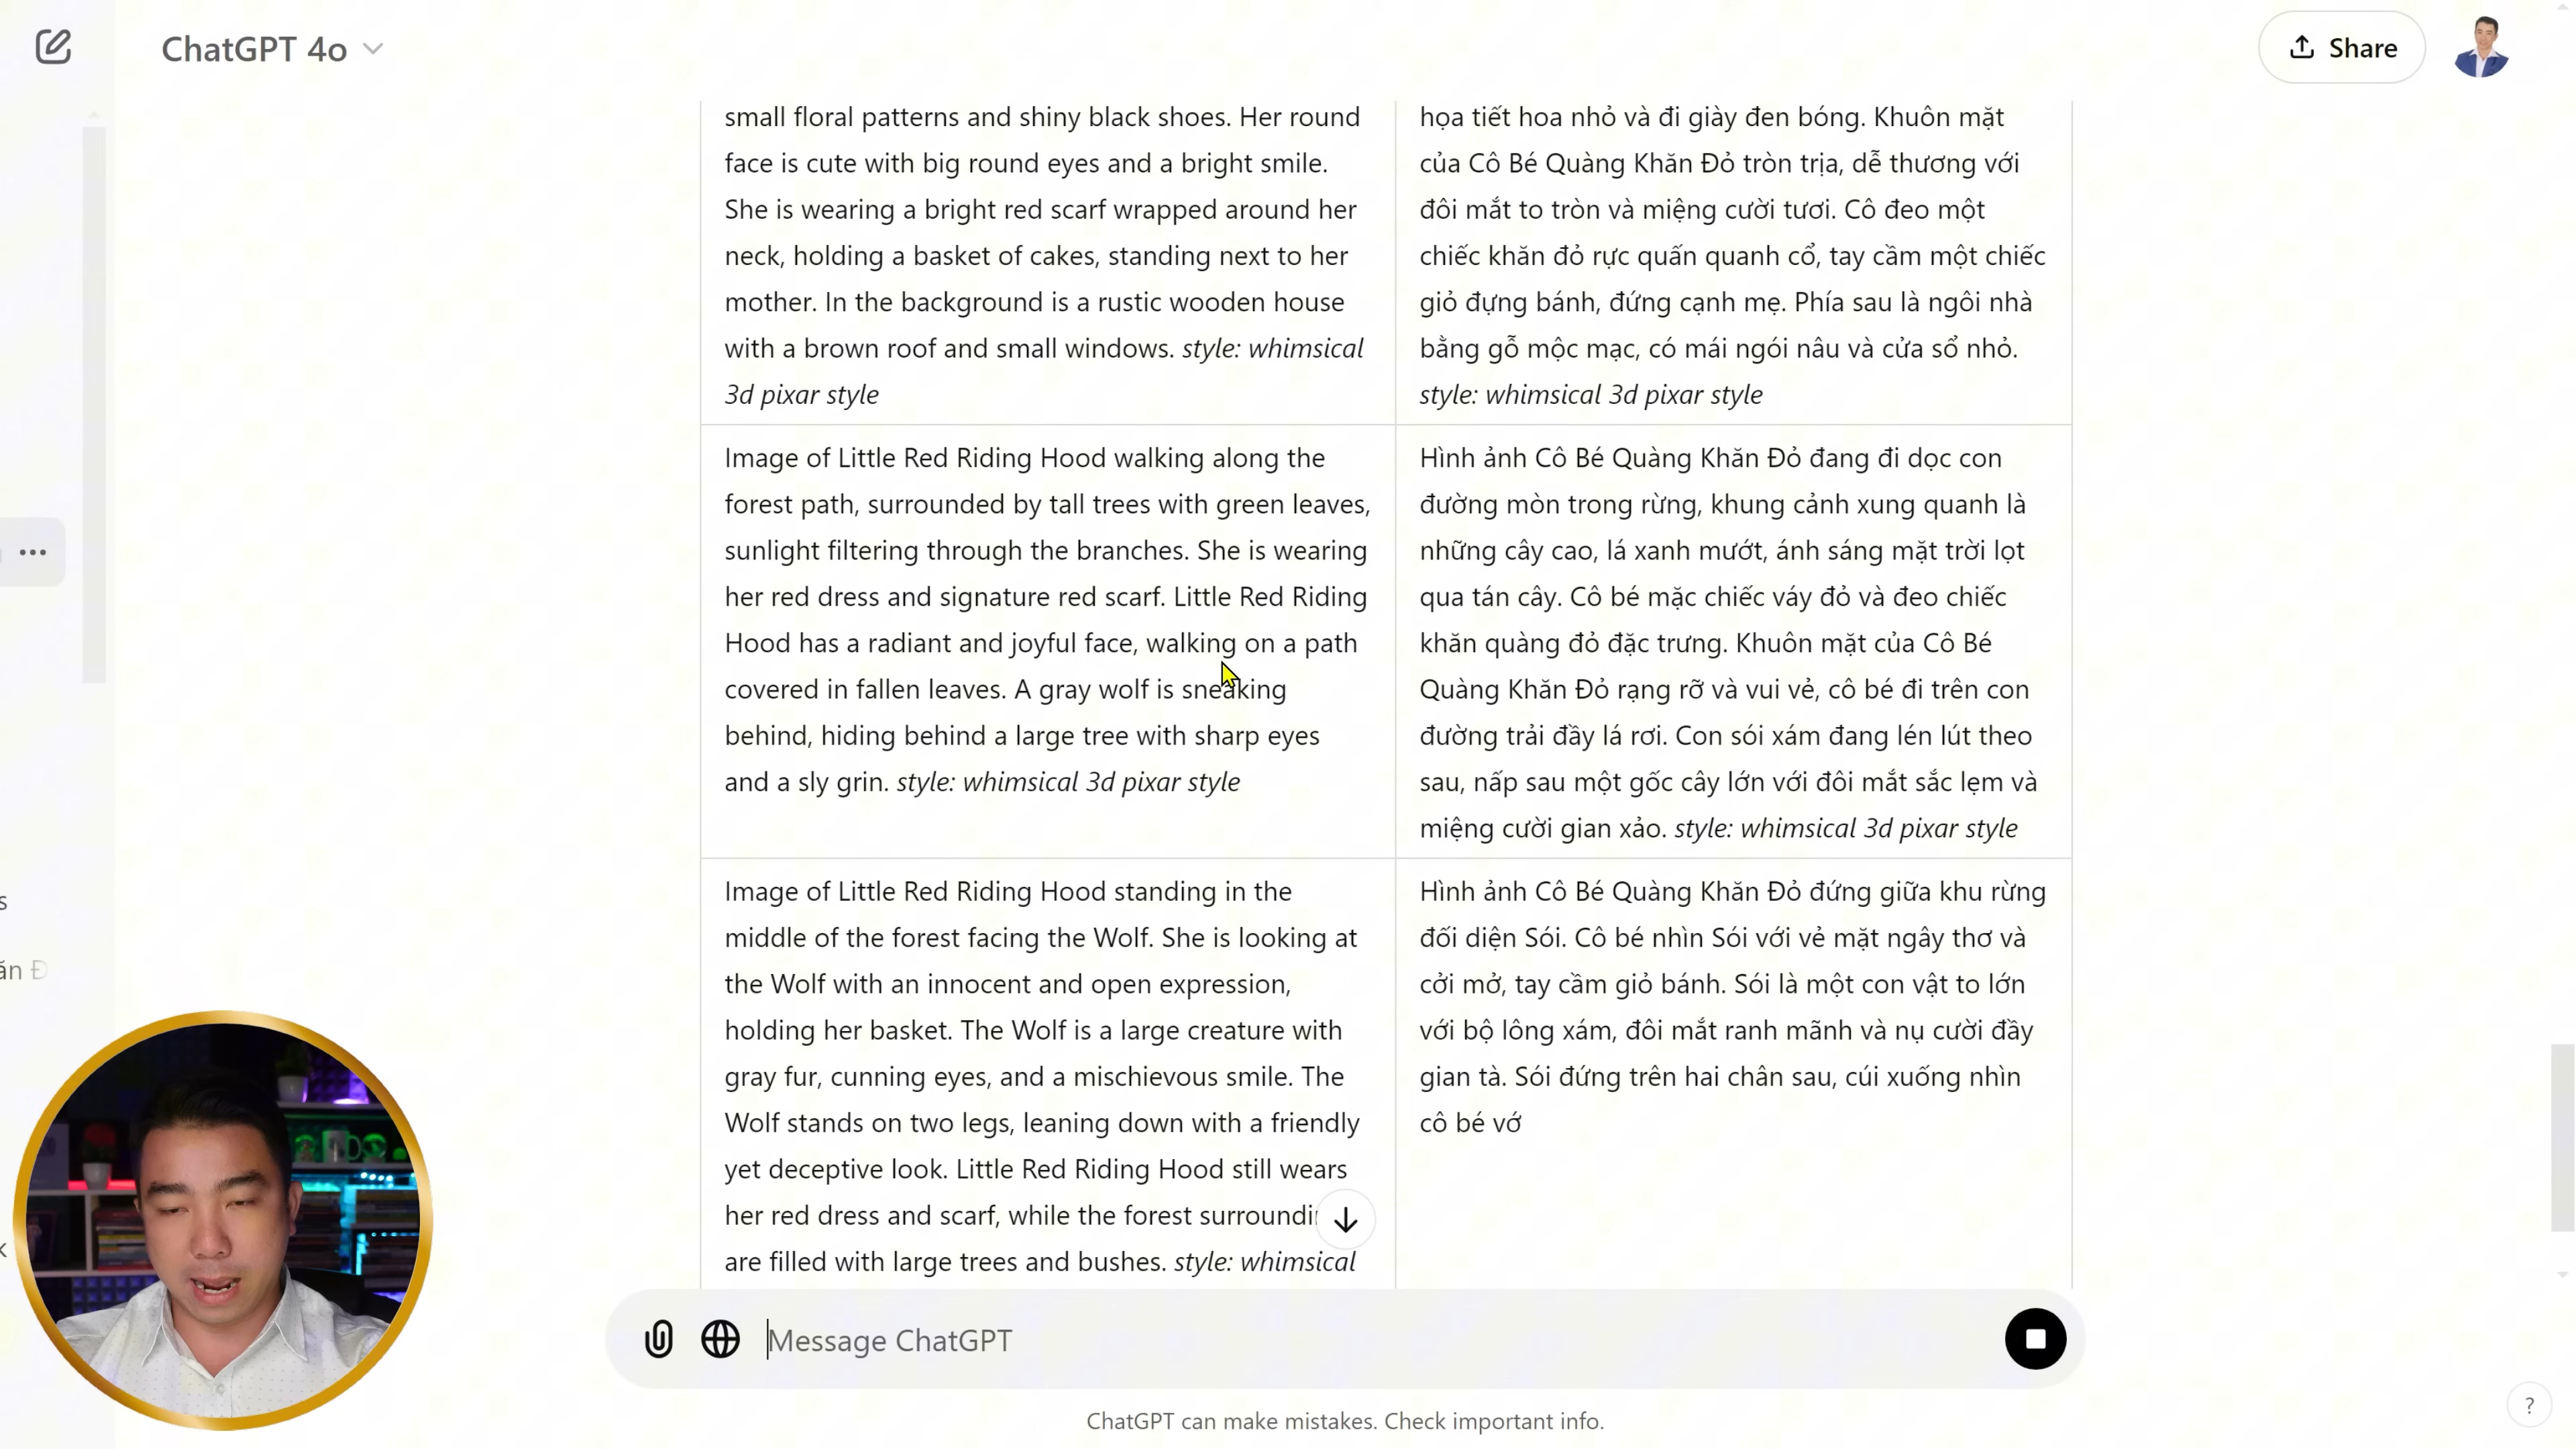 ChatGPT 4o
Share
small floral patterns and shiny black shoes. Her round
face is cute with big round eyes and a bright smile.
She is wearing a bright red scarf wrapped around her
neck, holding a basket of cakes, standing next to her
mother. In the background is a rustic wooden house
with a brown roof and small windows. style: whimsical
3d pixar style
họa tiết hoa nhỏ và đi giày đen bóng. Khuôn mặt
của Cô Bé Quàng Khăn Đỏ tròn trịa, dễ thương với
đôi mắt to tròn và miệng cười tươi. Cô đeo một
chiếc khăn đỏ rực quấn quanh cổ, tay cầm một chiếc
giỏ đựng bánh, đứng cạnh mẹ. Phía sau là ngôi nhà
bằng gỗ mộc mạc, có mái ngói nâu và cửa sổ nhỏ.
style: whimsical 3d pixar style
Image of Little Red Riding Hood walking along the
forest path, surrounded by tall trees with green leaves,
sunlight filtering through the branches. She is wearing
her red dress and signature red scarf. Little Red Riding
Hood has a radiant and joyful face, walking on a path
covered in fallen leaves. A gray wolf is sneaking
behind, hiding behind a large tree with sharp eyes
and a sly grin. style: whimsical 3d pixar style
Hình ảnh Cô Bé Quàng Khăn Đỏ đang đi dọc con
đường mòn trong rừng, khung cảnh xung quanh là
những cây cao, lá xanh mướt, ánh sáng mặt trời lọt
qua tán cây. Cô bé mặc chiếc váy đỏ và đeo chiếc
khăn quàng đỏ đặc trưng. Khuôn mặt của Cô Bé
Quàng Khăn Đỏ rạng rỡ và vui vẻ, cô bé đi trên con
đường trải đầy lá rơi. Con sói xám đang lén lút theo
sau, nấp sau một gốc cây lớn với đôi mắt sắc lẹm và
miệng cười gian xảo. style: whimsical 3d pixar style
Image of Little Red Riding Hood standing in the
middle of the forest facing the Wolf. She is looking at
the Wolf with an innocent and open expression,
holding her basket. The Wolf is a large creature with
gray fur, cunning eyes, and a mischievous smile. The
Wolf stands on two legs, leaning down with a friendly
yet deceptive look. Little Red Riding Hood still wears
her red dress and scarf, while the forest surroundi
are filled with large trees and bushes. style: whimsical
Hình ảnh Cô Bé Quàng Khăn Đỏ đứng giữa khu rừng
đối diện Sói. Cô bé nhìn Sói với vẻ mặt ngây thơ và
cởi mở, tay cầm giỏ bánh. Sói là một con vật to lớn
với bộ lông xám, đôi mắt ranh mãnh và nụ cười đầy
gian tà. Sói đứng trên hai chân sau, cúi xuống nhìn
cô bé vớ
s
ăn Đ
k
Message ChatGPT
ChatGPT can make mistakes. Check important info.
?